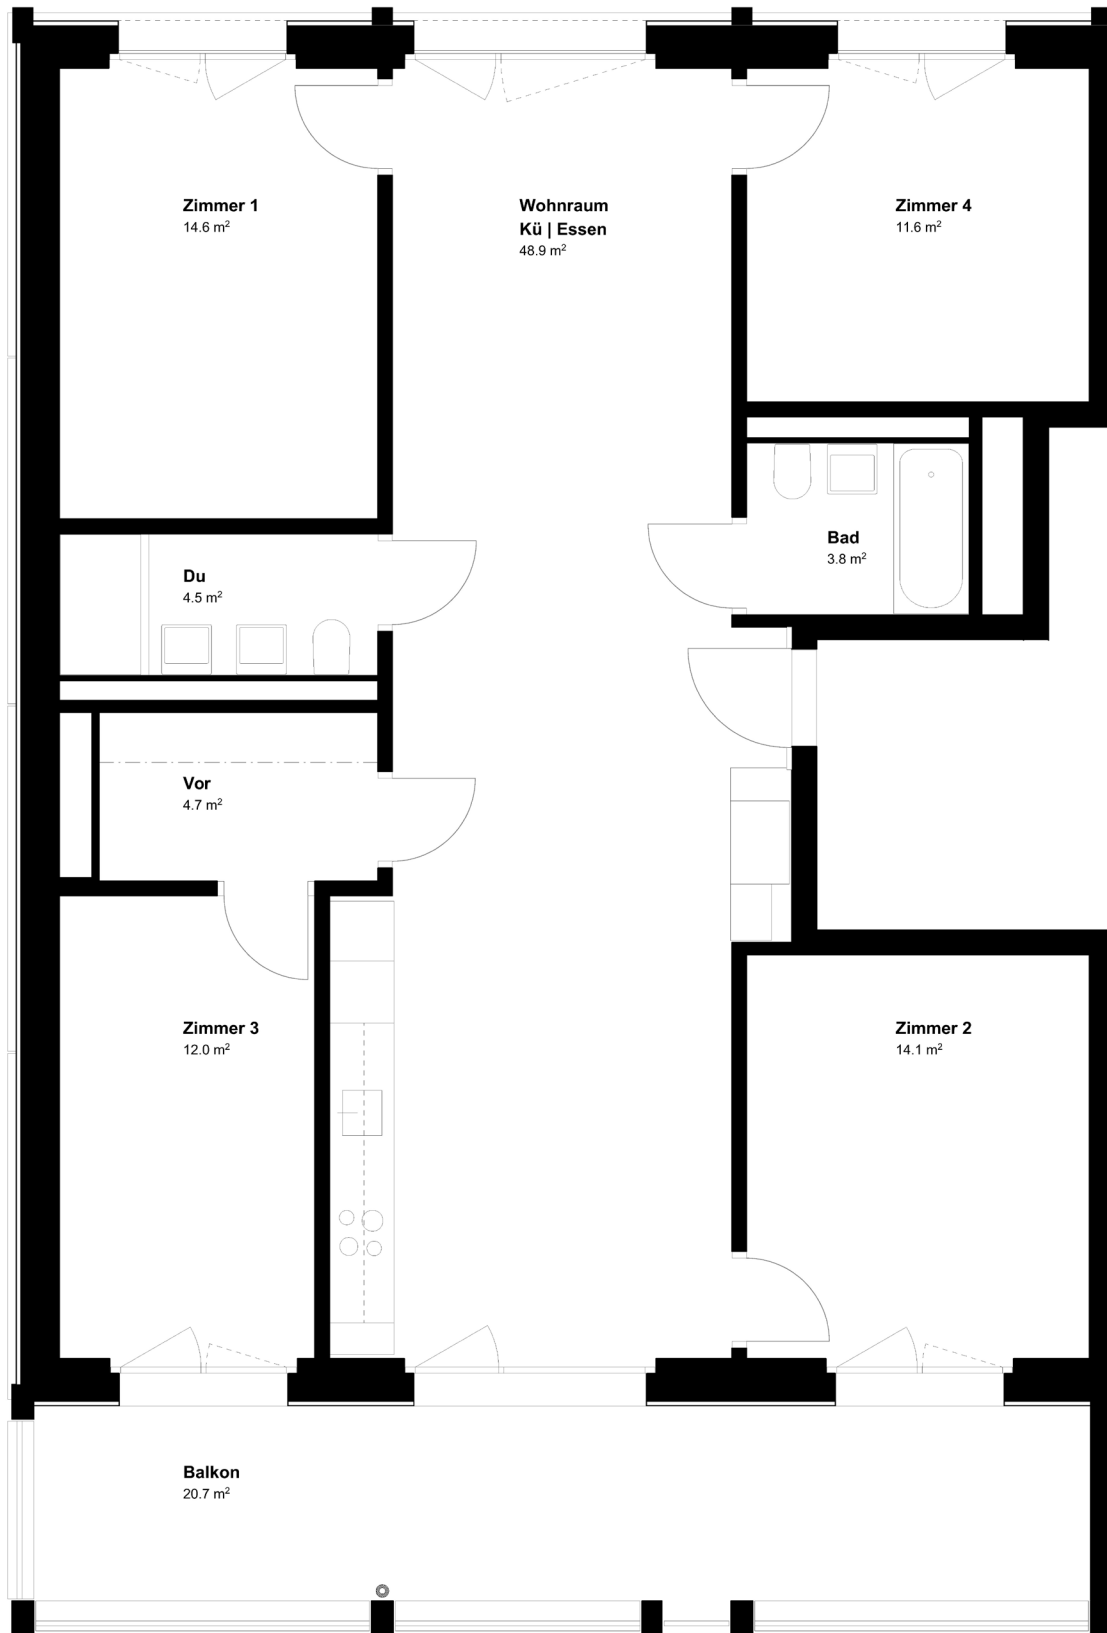 Zimmer 1
14.6 m²
Wohnraum
Kü | Essen
48.9 m²
Zimmer 4
11.6 m²
Bad
3.8 m²
Du
4.5 m²
Vor
4.7 m²
Zimmer 3
12.0 m²
Zimmer 2
14.1 m²
Balkon
20.7 m²